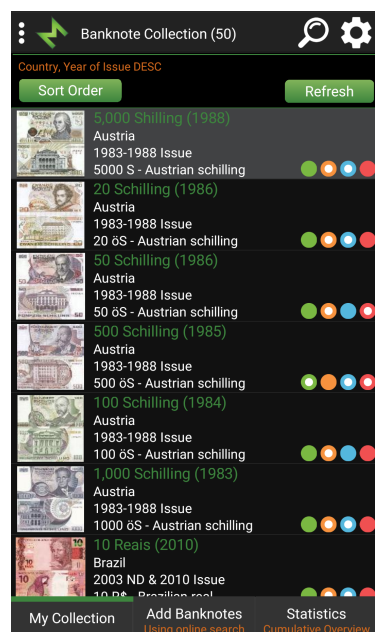 Banknote Collection (50)
Country, Year of Issue DESC
Sort Order
Refresh
5,000 Shilling (1988)
Austria
1983-1988 Issue
5000 S - Austrian schilling
20 Schilling (1986)
Austria
1983-1988 Issue
20 öS - Austrian schilling
50 Schilling (1986)
Austria
1983-1988 Issue
50 öS - Austrian schilling
500 Schilling (1985)
Austria
1983-1988 Issue
500 öS - Austrian schilling
100 Schilling (1984)
Austria
1983-1988 Issue
100 öS - Austrian schilling
1,000 Schilling (1983)
Austria
1983-1988 Issue
1000 öS - Austrian schilling
10 Reais (2010)
Brazil
2003 ND & 2010 Issue
10 R$ - Brazilian real
My Collection
Add Banknotes
Using online search
Statistics
Cumulative Overview